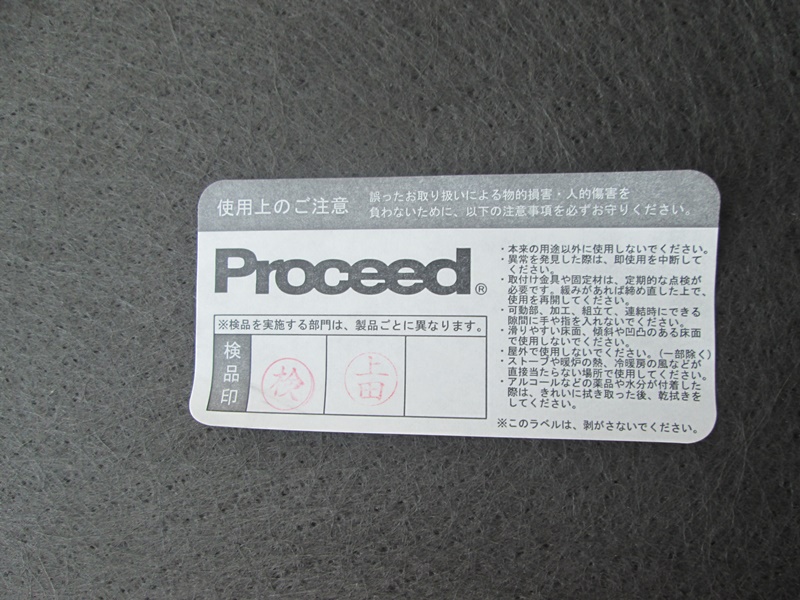 使用上のご注意
誤ったお取り扱いによる物的損害・人的傷害を
負わないために、以下の注意事項を必ずお守りください。
Proceed®
※検品を実施する部門は、製品ごとに異なります。
検品印
検
上田
・本来の用途以外に使用しないでください。
・異常を発見した際は、即使用を中断して
ください。
・取付け金具や固定材は、定期的な点検が
必要です。緩みがあれば締め直した上で、
使用を再開してください。
・可動部、加工、組立て、連結時にできる
隙間に手や指を入れないでください。
・滑りやすい床面、傾斜や凹凸のある床面
で使用しないでください。
・屋外で使用しないでください。(一部除く)
・ストーブや暖炉の熱、冷暖房の風などが
直接当たらない場所で使用してください。
・アルコールなどの薬品や水分が付着した
際は、きれいに拭き取った後、乾拭きを
してください。
※このラベルは、剥がさないでください。